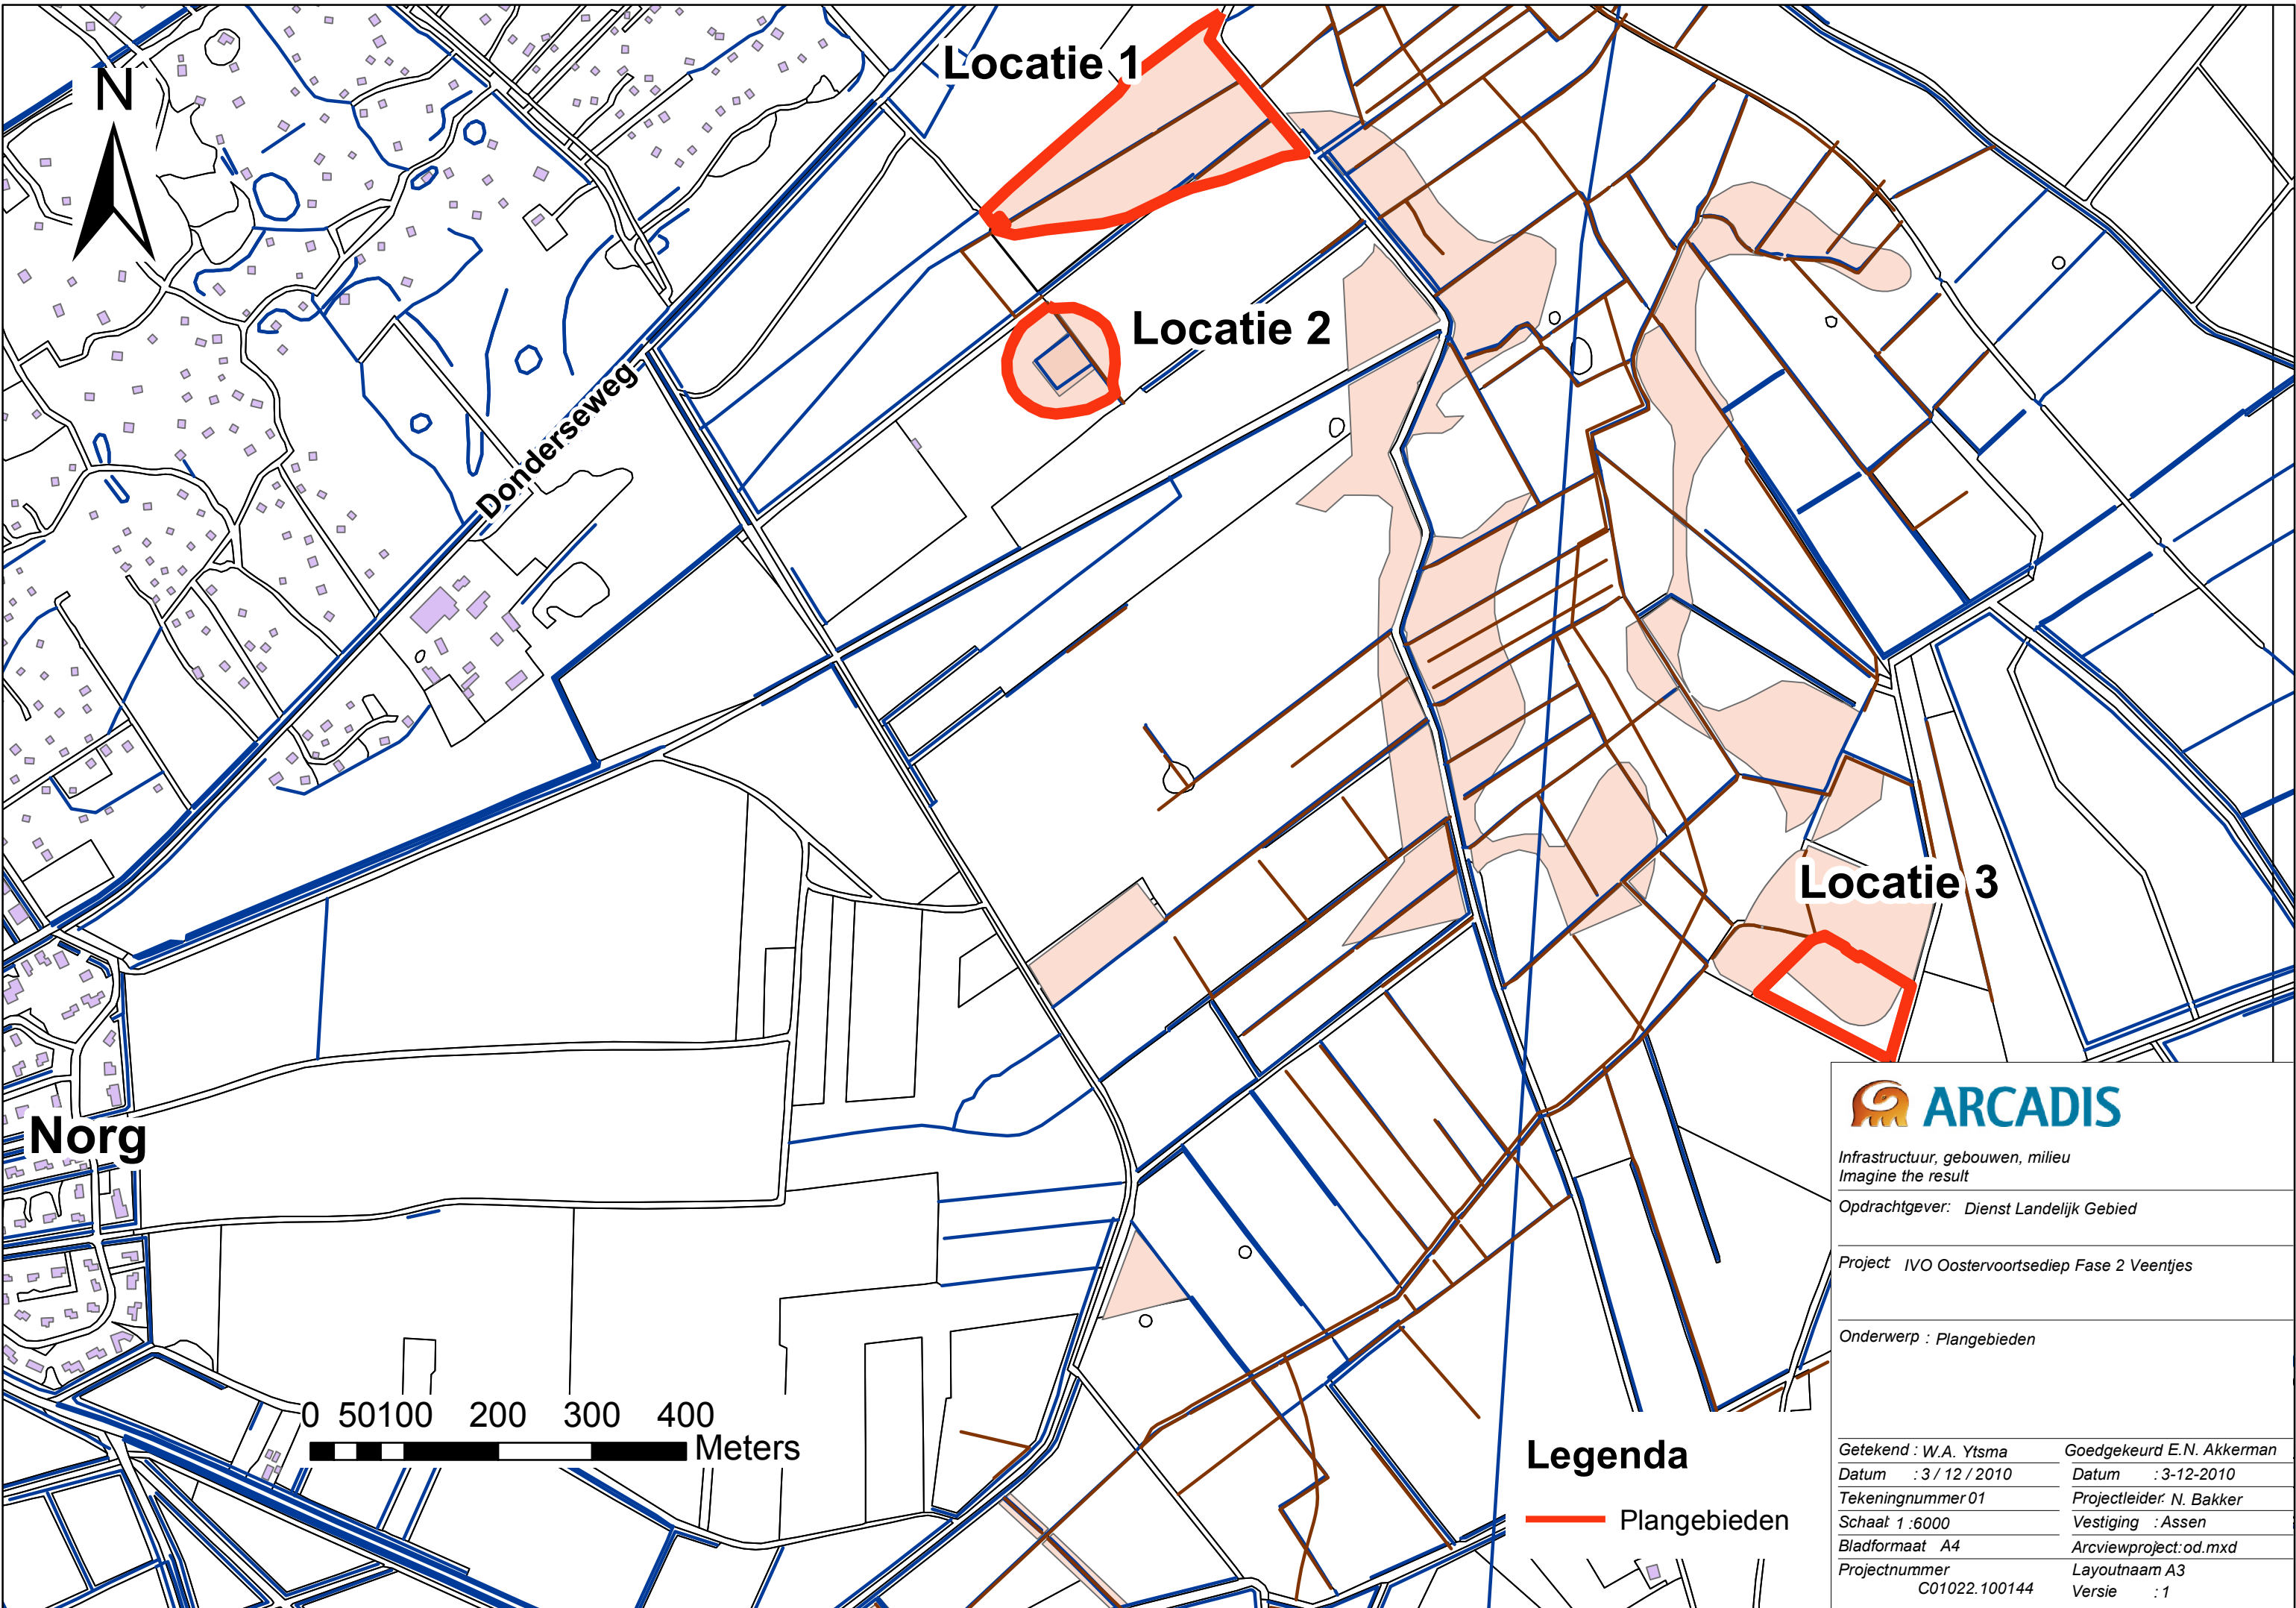 N
Locatie 1
Locatie 2
Donderseweg
Locatie 3
Norg
0 50 100 200 300 400
Meters
Legenda
Plangebieden
ARCADIS
Infrastructuur, gebouwen, milieu
Imagine the result
Opdrachtgever: Dienst Landelijk Gebied
Project: IVO Oostervoortsediep Fase 2 Veentjes
Onderwerp : Plangebieden
Getekend : W.A. Ytsma Goedgekeurd E.N. Akkerman
Datum : 3 / 12 / 2010 Datum : 3-12-2010
Tekeningnummer 01 Projectleider: N. Bakker
Schaal: 1 :6000 Vestiging : Assen
Bladformaat A4 Arcviewproject: od.mxd
Projectnummer Layoutnaam A3
C01022.100144 Versie : 1